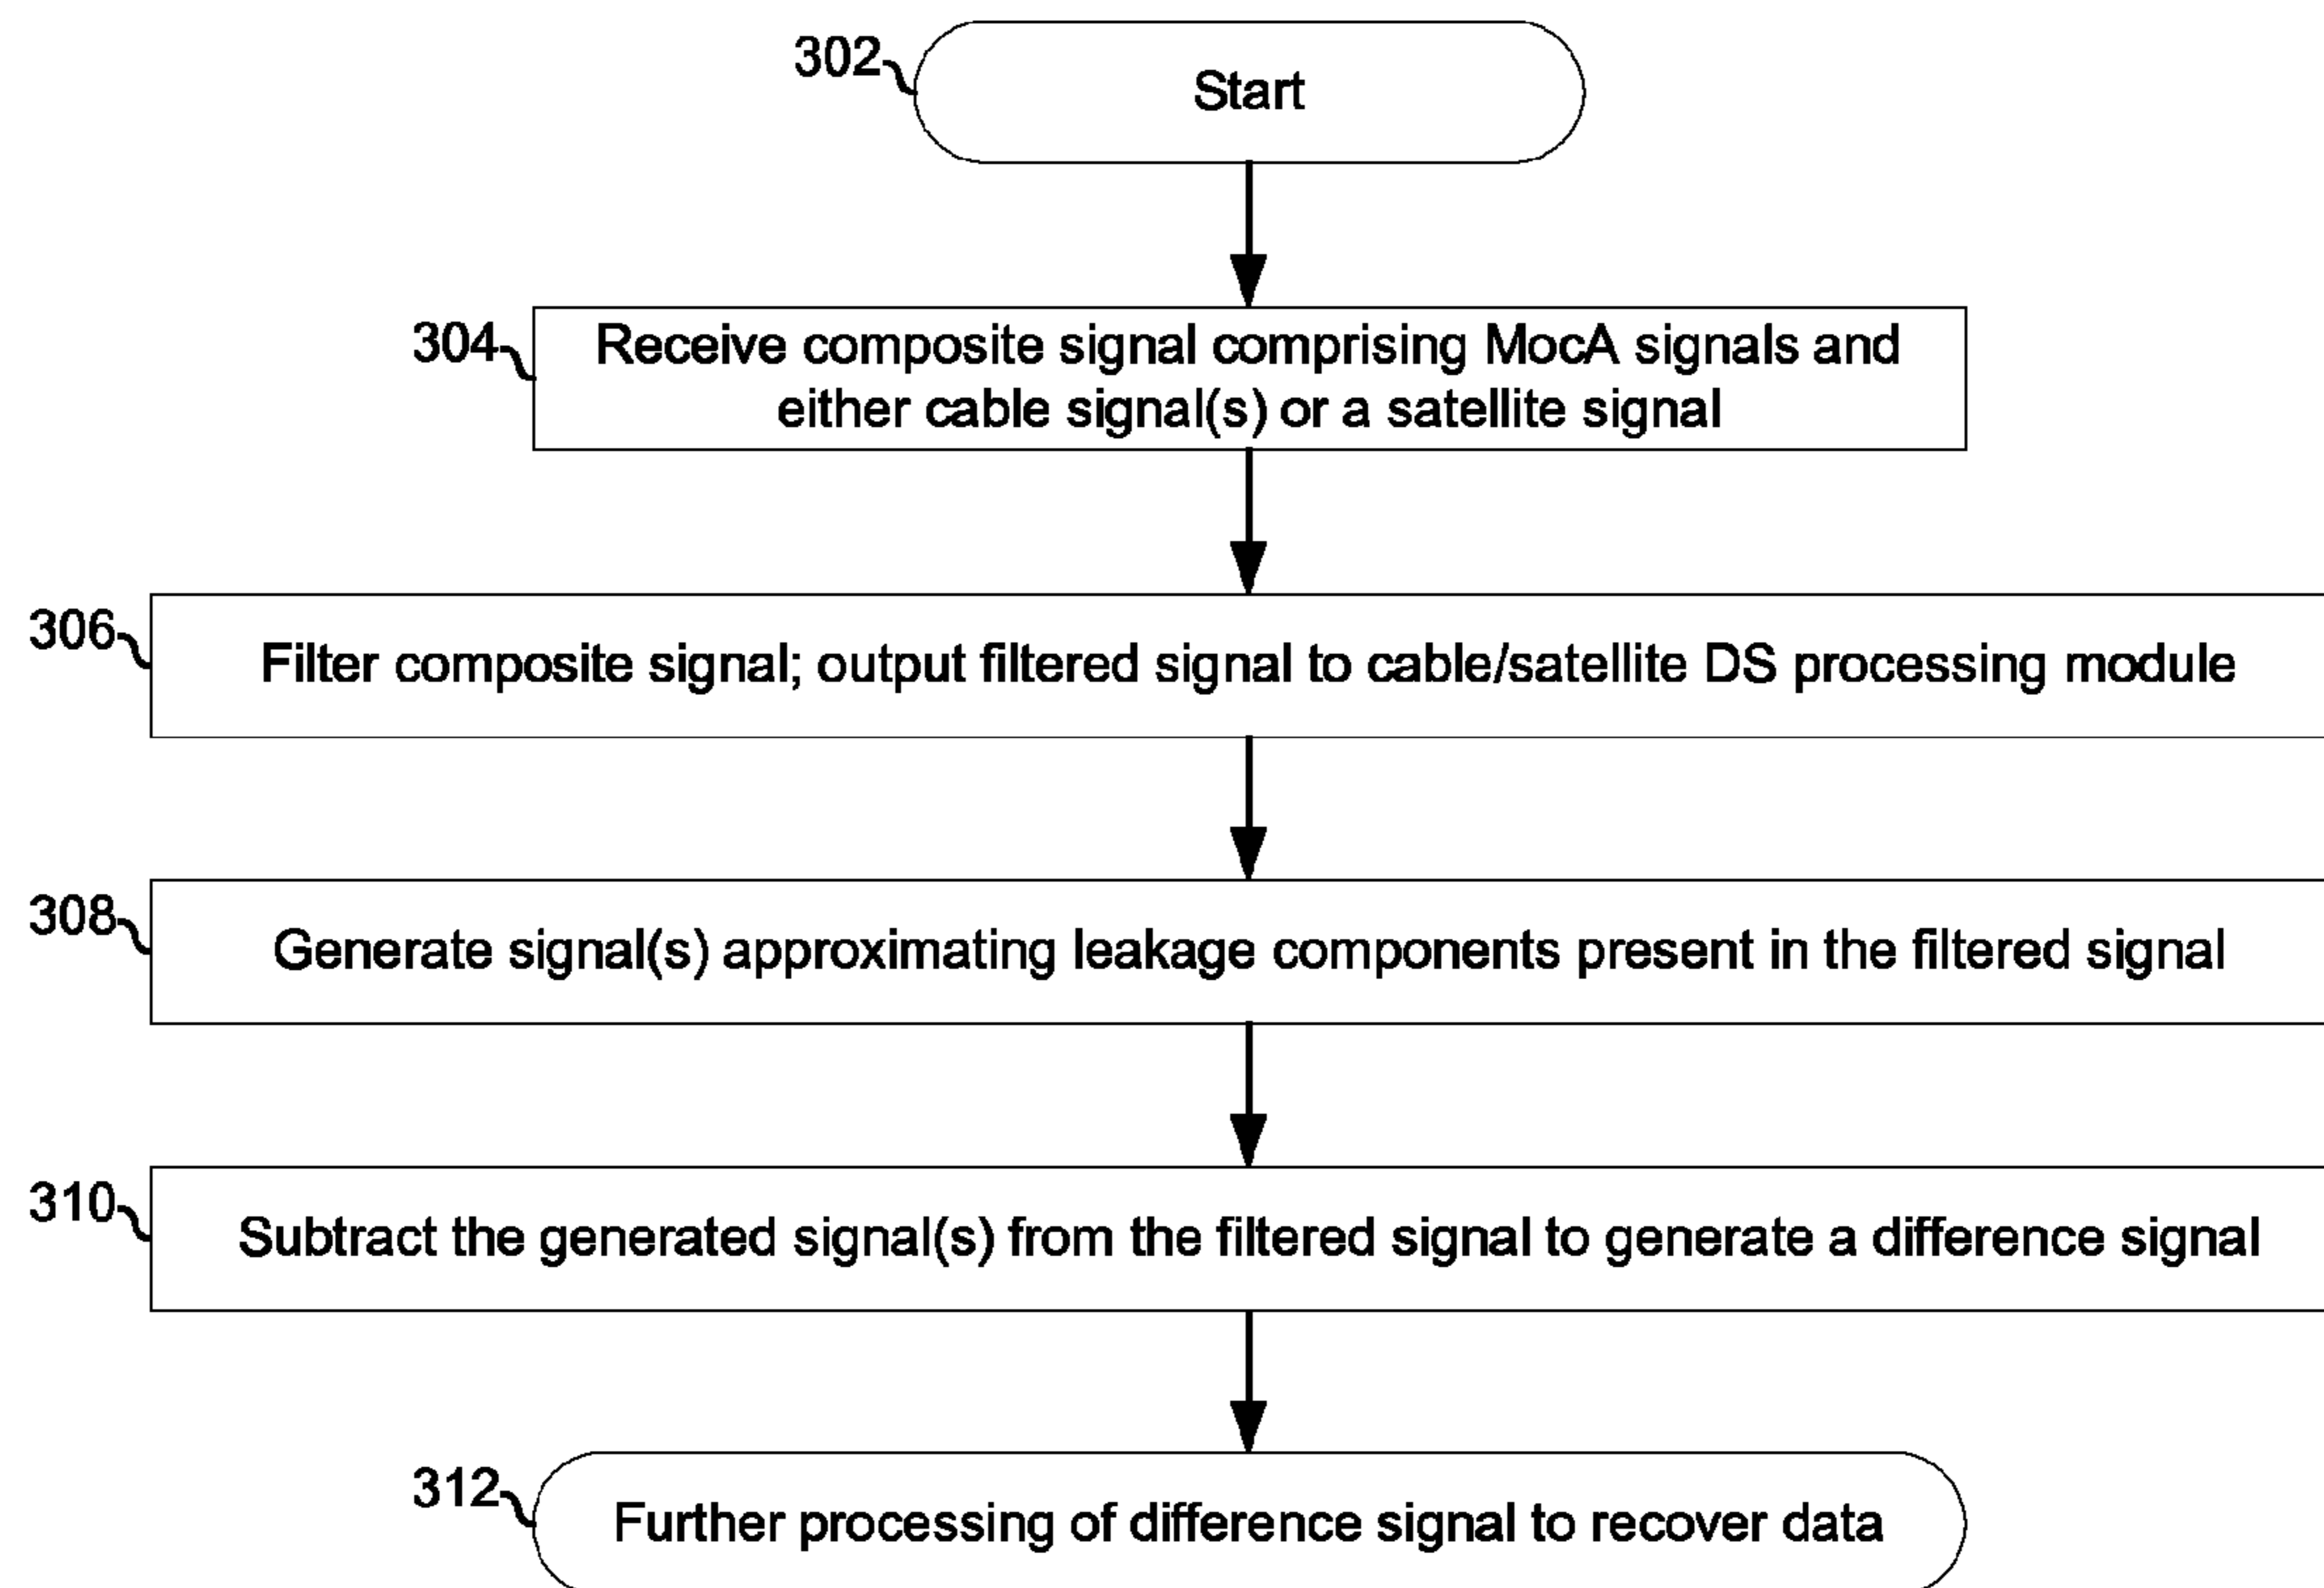 302
Start
304
Receive composite signal comprising MocA signals and
either cable signal(s) or a satellite signal
306
Filter composite signal; output filtered signal to cable/satellite DS processing module
308
Generate signal(s) approximating leakage components present in the filtered signal
310
Subtract the generated signal(s) from the filtered signal to generate a difference signal
312
Further processing of difference signal to recover data